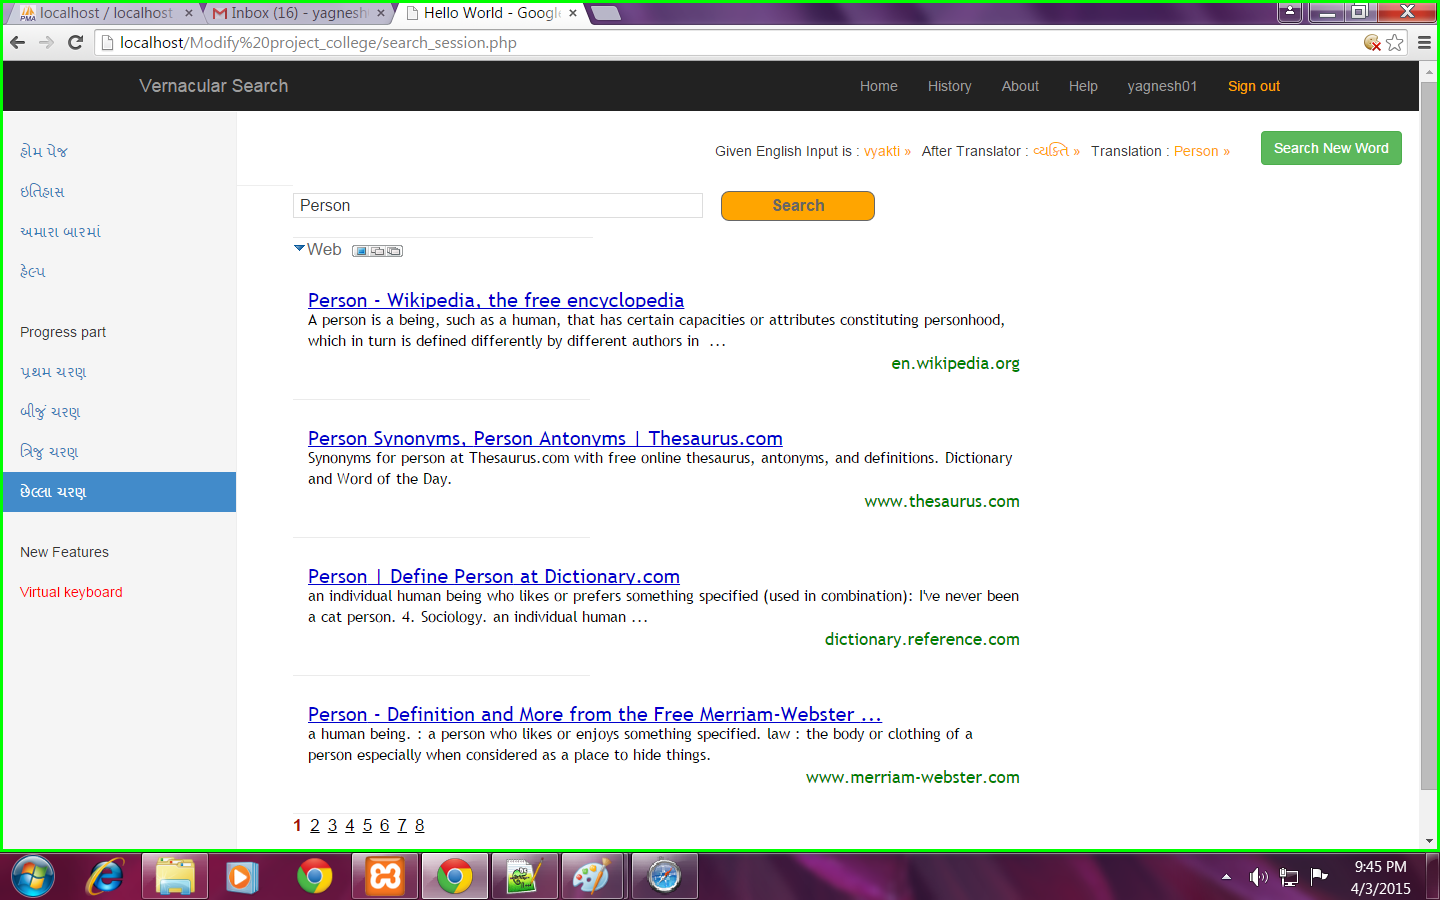 localhost / localhost
Inbox (16) - yagnesh
Hello World - Google
localhost/Modify%20project_college/search_session.php
Vernacular Search
Home
History
About
Help
yagnesh01
Sign out
હોમ પેજ
ઇતિહાસ
અમારા બારમાં
હેલ્પ
Progress part
પ્રથમ ચરણ
બીજું ચરણ
ત્રિજુ ચરણ
છેલ્લા ચરણ
New Features
Virtual keyboard
Given English Input is : vyakti » After Translator : વ્યક્તિ » Translation : Person »
Search New Word
Person
Search
Web
Person - Wikipedia, the free encyclopedia
A person is a being, such as a human, that has certain capacities or attributes constituting personhood,
which in turn is defined differently by different authors in ...
en.wikipedia.org
Person Synonyms, Person Antonyms | Thesaurus.com
Synonyms for person at Thesaurus.com with free online thesaurus, antonyms, and definitions. Dictionary
and Word of the Day.
www.thesaurus.com
Person | Define Person at Dictionary.com
an individual human being who likes or prefers something specified (used in combination): I've never been
a cat person. 4. Sociology. an individual human ...
dictionary.reference.com
Person - Definition and More from the Free Merriam-Webster ...
a human being. : a person who likes or enjoys something specified. law : the body or clothing of a
person especially when considered as a place to hide things.
www.merriam-webster.com
1 2 3 4 5 6 7 8
9:45 PM
4/3/2015